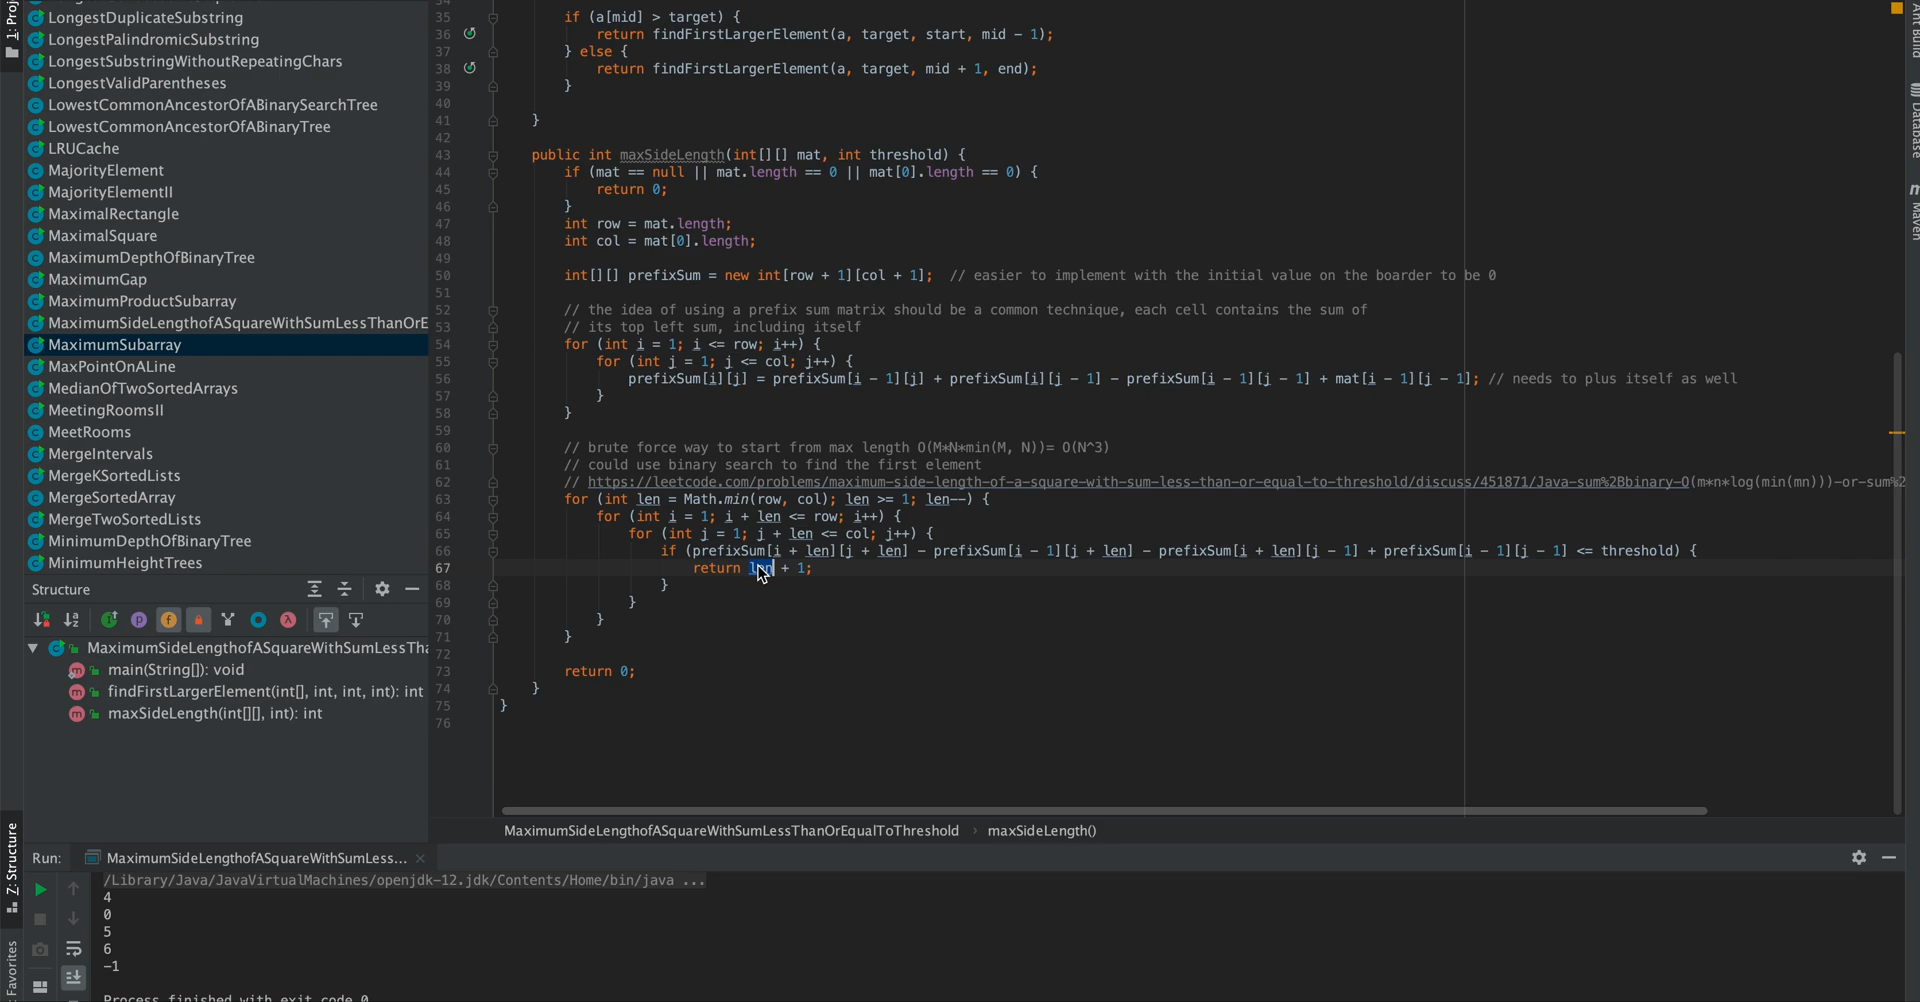 1: Proj
LongestDuplicateSubstring
LongestPalindromicSubstring
LongestSubstringWithoutRepeatingChars
LongestValidParentheses
LowestCommonAncestorOfABinarySearchTree
LowestCommonAncestorOfABinaryTree
LRUCache
MajorityElement
MajorityElementII
MaximalRectangle
MaximalSquare
MaximumDepthOfBinaryTree
MaximumGap
MaximumProductSubarray
MaximumSideLengthofASquareWithSumLessThanOrE
MaximumSubarray
MaxPointOnALine
MedianOfTwoSortedArrays
MeetingRoomsII
MeetRooms
MergeIntervals
MergeKSortedLists
MergeSortedArray
MergeTwoSortedLists
MinimumDepthOfBinaryTree
MinimumHeightTrees
Structure
MaximumSideLengthofASquareWithSumLessTha
main(String[]): void
findFirstLargerElement(int[], int, int, int): int
maxSideLength(int[][], int): int
Z: Structure
Favorites
34
35 if (a[mid] > target) {
36 return findFirstLargerElement(a, target, start, mid - 1);
37 } else {
38 return findFirstLargerElement(a, target, mid + 1, end);
39 }
40
41 }
42
43 public int maxSideLength(int[][] mat, int threshold) {
44 if (mat == null || mat.length == 0 || mat[0].length == 0) {
45 return 0;
46 }
47 int row = mat.length;
48 int col = mat[0].length;
49
50 int[][] prefixSum = new int[row + 1][col + 1]; // easier to implement with the initial value on the boarder to be 0
51
52 // the idea of using a prefix sum matrix should be a common technique, each cell contains the sum of
53 // its top left sum, including itself
54 for (int i = 1; i <= row; i++) {
55 for (int j = 1; j <= col; j++) {
56 prefixSum[i][j] = prefixSum[i - 1][j] + prefixSum[i][j - 1] - prefixSum[i - 1][j - 1] + mat[i - 1][j - 1]; // needs to plus itself as well
57 }
58 }
59
60 // brute force way to start from max length O(M*N*min(M, N))= O(N^3)
61 // could use binary search to find the first element
62 // https://leetcode.com/problems/maximum-side-length-of-a-square-with-sum-less-than-or-equal-to-threshold/discuss/451871/Java-sum%2Bbinary-O(m*n*log(min(mn)))-or-sum%2
63 for (int len = Math.min(row, col); len >= 1; len--) {
64 for (int i = 1; i + len <= row; i++) {
65 for (int j = 1; j + len <= col; j++) {
66 if (prefixSum[i + len][j + len] - prefixSum[i - 1][j + len] - prefixSum[i + len][j - 1] + prefixSum[i - 1][j - 1] <= threshold) {
67 return len + 1;
68 }
69 }
70 }
71 }
72
73 return 0;
74 }
75 }
76
MaximumSideLengthofASquareWithSumLessThanOrEqualToThreshold › maxSideLength()
Ant Build
Database
Maven
Run: MaximumSideLengthofASquareWithSumLess... ×
/Library/Java/JavaVirtualMachines/openjdk-12.jdk/Contents/Home/bin/java ...
4
0
5
6
-1
Process finished with exit code 0